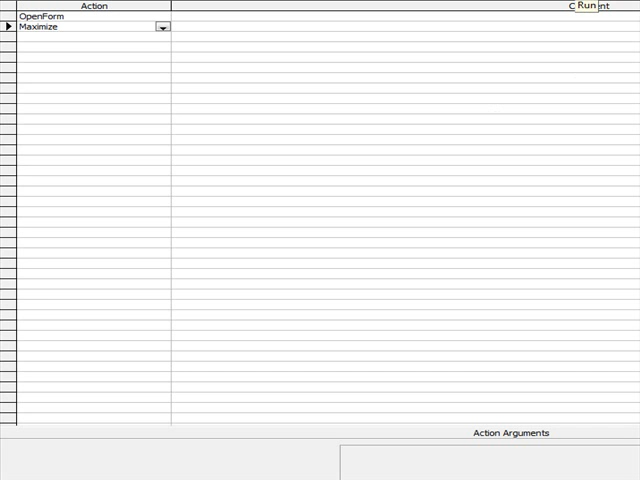 Action
Run
OpenForm
Maximize
Action Arguments